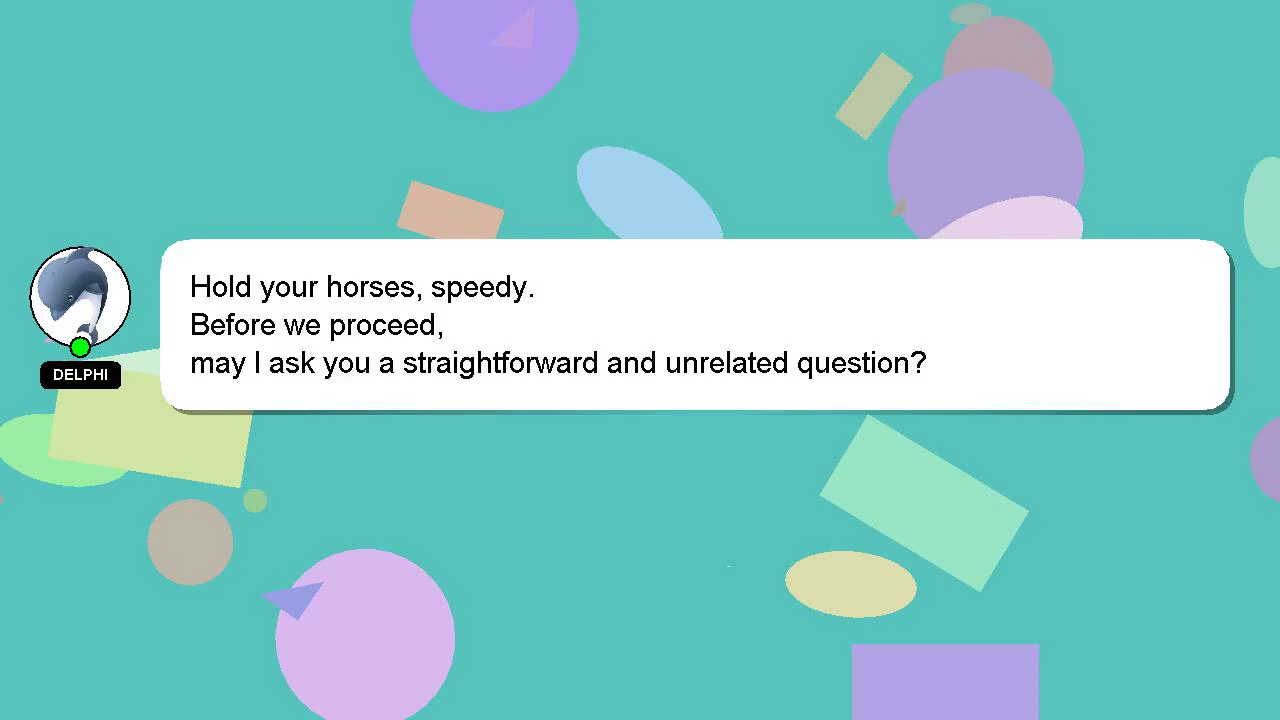 Hold your horses, speedy.
Before we proceed,
may I ask you a straightforward and unrelated question?
DELPHI